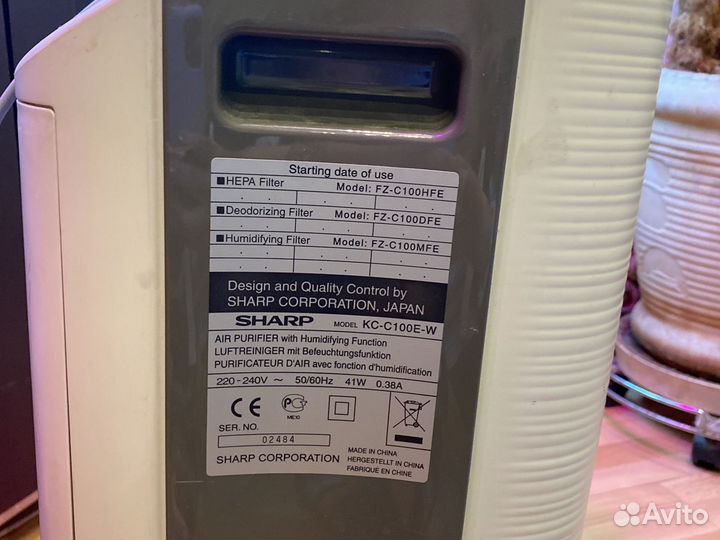 Starting date of use
■HEPA Filter Model: FZ-C100HFE
■Deodorizing Filter Model: FZ-C100DFE
■Humidifying Filter Model: FZ-C100MFE
Design and Quality Control by
SHARP CORPORATION, JAPAN
SHARP MODEL KC-C100E-W
AIR PURIFIER with Humidifying Function
LUFTREINIGER mit Befeuchtungsfunktion
PURIFICATEUR D'AIR avec fonction d'humidification
220-240V ~ 50/60Hz 41W 0.38A
CE PC ME10
SER. NO.
02484
SHARP CORPORATION
MADE IN CHINA
HERGESTELLT IN CHINA
FABRIQUÉ EN CHINE
Avito